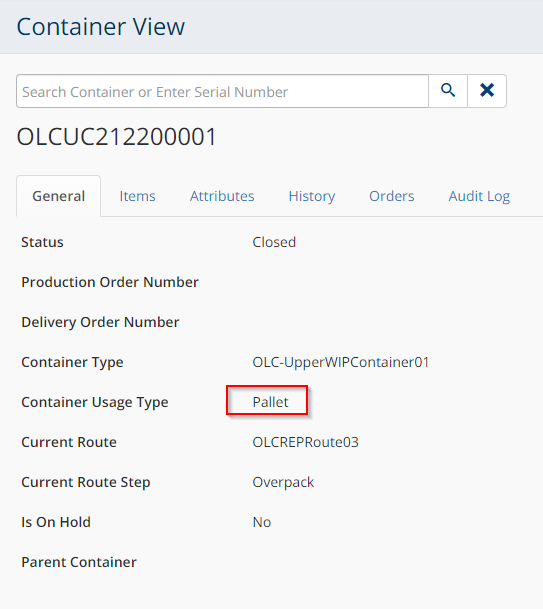 Container View
Search Container or Enter Serial Number
OLCUC212200001
General Items Attributes History Orders Audit Log
Status Closed
Production Order Number
Delivery Order Number
Container Type OLC-UpperWIPContainer01
Container Usage Type Pallet
Current Route OLCREPRoute03
Current Route Step Overpack
Is On Hold No
Parent Container